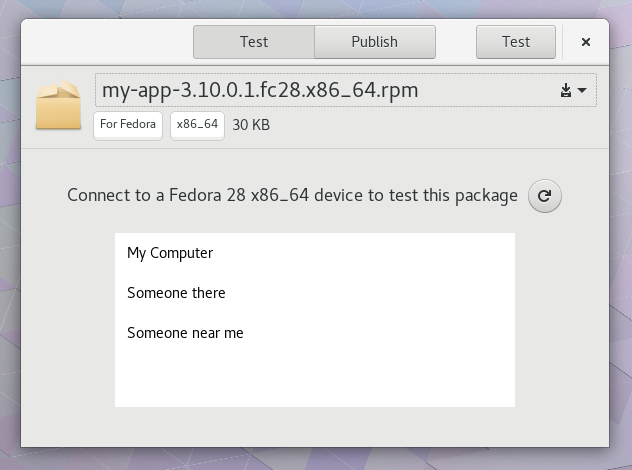 Test Publish Test
my-app-3.10.0.1.fc28.x86_64.rpm
For Fedora x86_64 30 KB
Connect to a Fedora 28 x86_64 device to test this package
My Computer
Someone there
Someone near me